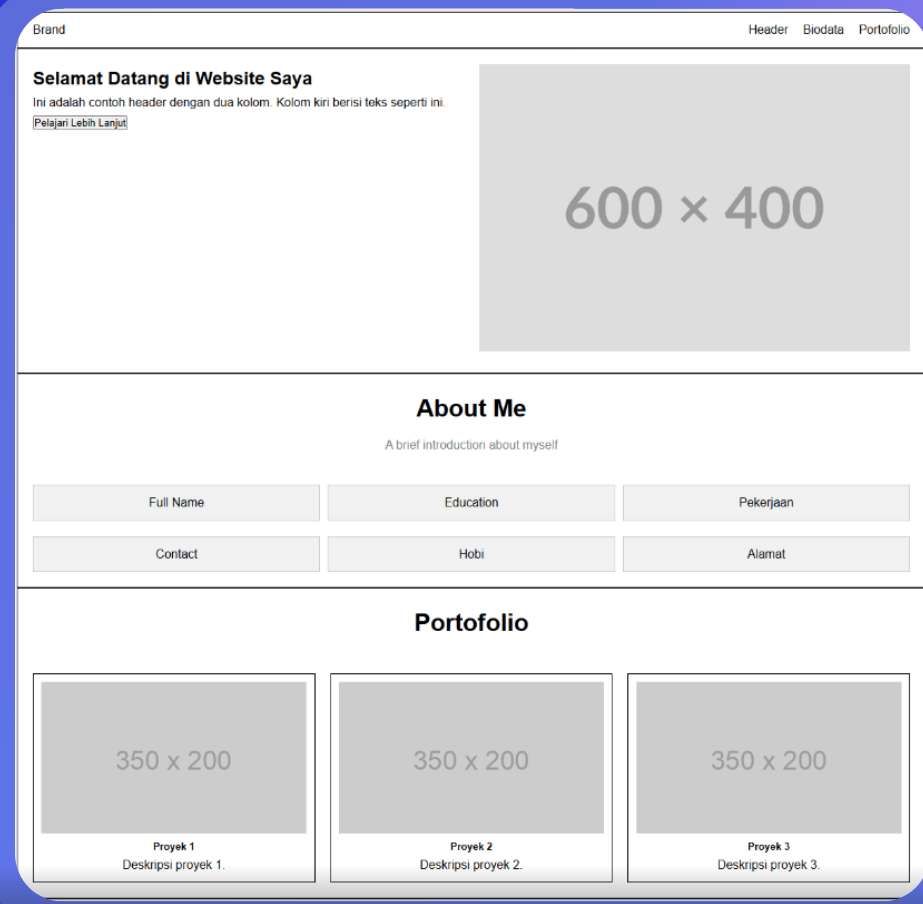 Brand
Header Biodata Portofolio
Selamat Datang di Website Saya
Ini adalah contoh header dengan dua kolom. Kolom kiri berisi teks seperti ini.
Pelajari Lebih Lanjut
600 × 400
About Me
A brief introduction about myself
Full Name
Education
Pekerjaan
Contact
Hobi
Alamat
Portofolio
350 x 200
Proyek 1
Deskripsi proyek 1.
350 x 200
Proyek 2
Deskripsi proyek 2.
350 x 200
Proyek 3
Deskripsi proyek 3.